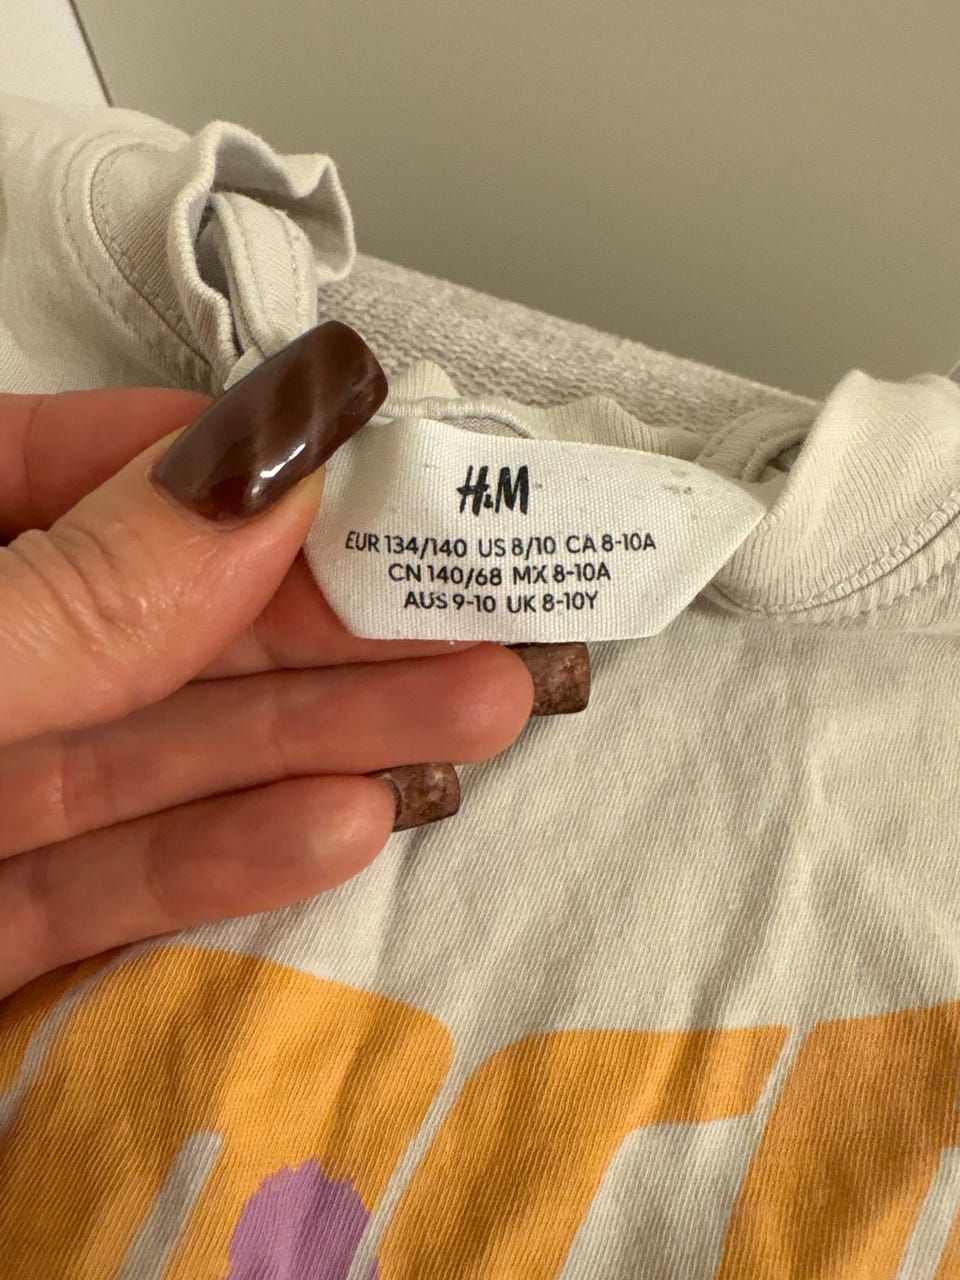 H&M
EUR 134/140 US 8/10 CA 8-10A
CN 140/68 MX 8-10A
AUS 9-10 UK 8-10Y